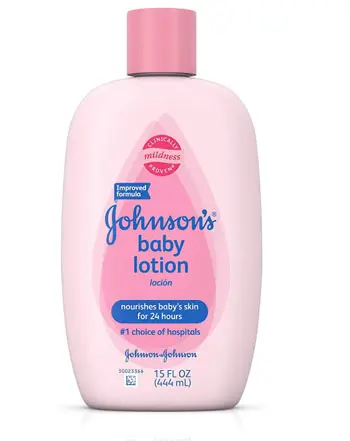 CLINICALLY
mildness
PROVEN®
Improved
formula
Johnson's®
baby
lotion
loción
nourishes baby's skin
for 24 hours
#1 choice of hospitals
Johnson & Johnson
30023366
15 FL OZ
(444 mL)